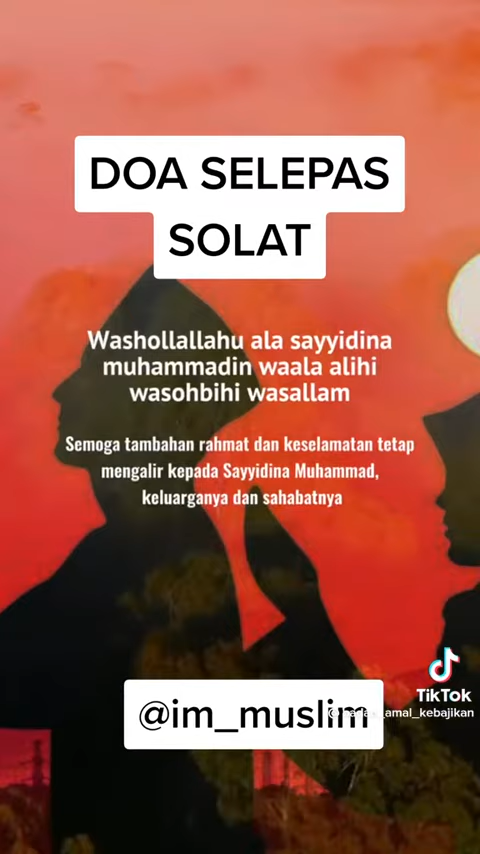 DOA SELEPAS
SOLAT
Washollallahu ala sayyidina
muhammadin waala alihi
wasohbihi wasallam
Semoga tambahan rahmat dan keselamatan tetap
mengalir kepada Sayyidina Muhammad,
keluarganya dan sahabatnya
TikTok
@im_muslim
amal_kebajikan